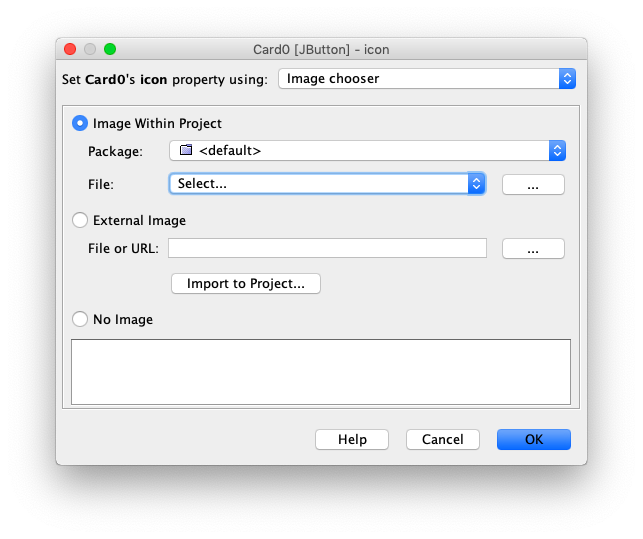 Card0 [JButton] - icon
Set Card0's icon property using: Image chooser
Image Within Project
Package: <default>
File: Select... ...
External Image
File or URL: ...
Import to Project...
No Image
Help Cancel OK